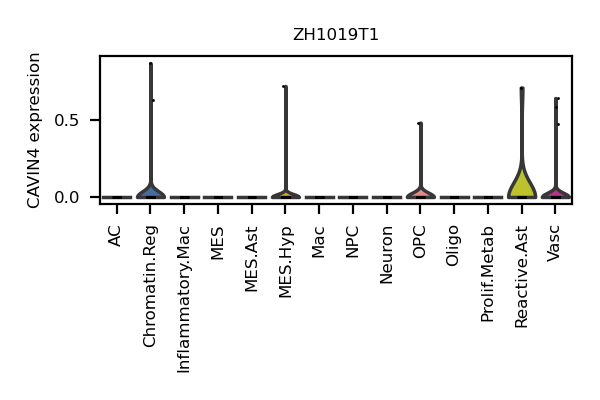 ZH1019T1
CAVIN4 expression
0.5
0.0
AC
Chromatin.Reg
Inflammatory.Mac
MES
MES.Ast
MES.Hyp
Mac
NPC
Neuron
OPC
Oligo
Prolif.Metab
Reactive.Ast
Vasc